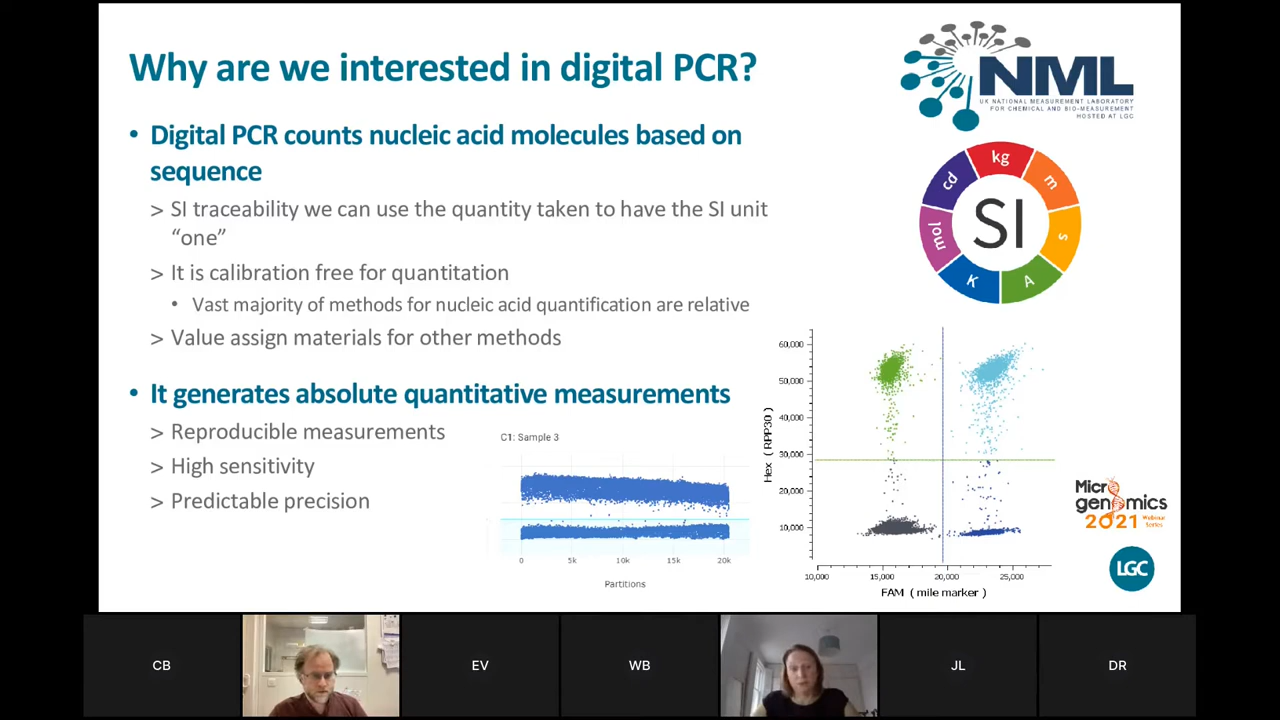 Why are we interested in digital PCR?
• Digital PCR counts nucleic acid molecules based on
sequence
> SI traceability we can use the quantity taken to have the SI unit
“one”
> It is calibration free for quantitation
• Vast majority of methods for nucleic acid quantification are relative
> Value assign materials for other methods
• It generates absolute quantitative measurements
> Reproducible measurements
> High sensitivity
> Predictable precision
NML
UK NATIONAL MEASUREMENT LABORATORY
FOR CHEMICAL AND BIO-MEASUREMENT
HOSTED AT LGC
kg
m
s
A
K
mol
cd
SI
C1: Sample 3
0 5k 10k 15k 20k
Partitions
60,000
50,000
40,000
30,000
20,000
10,000
Hex (RPP30)
10,000 15,000 20,000 25,000
FAM (mile marker)
Micro
genomics
2021 Webinar
Series
LGC
CB
EV
WB
JL
DR